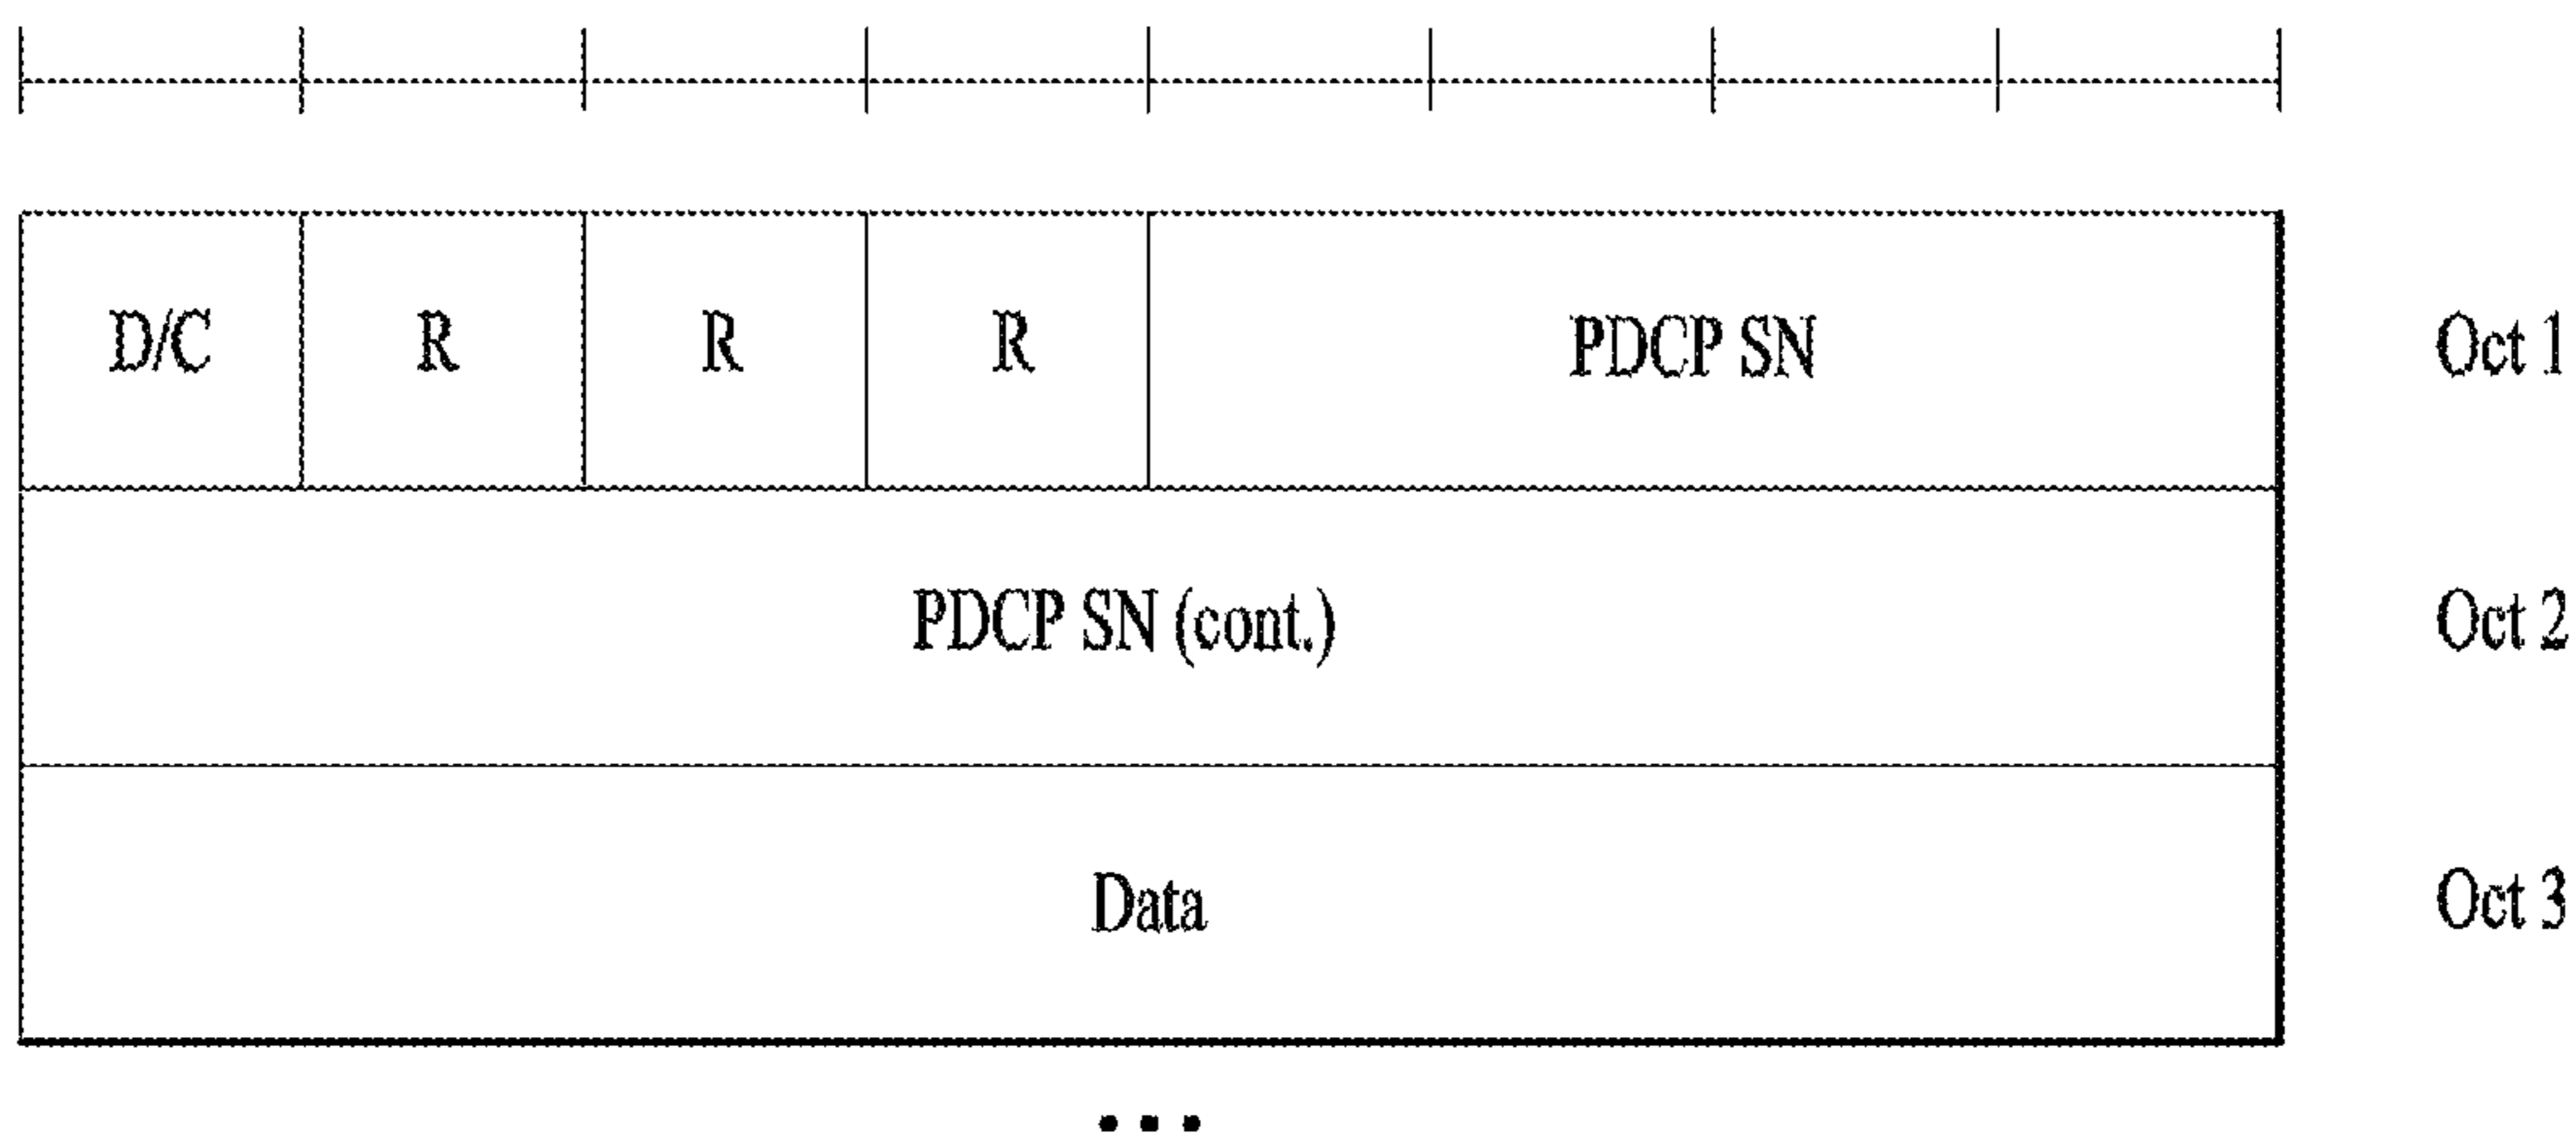 D/C R R R PDCP SN Oct 1
PDCP SN (cont.) Oct 2
Data Oct 3
...